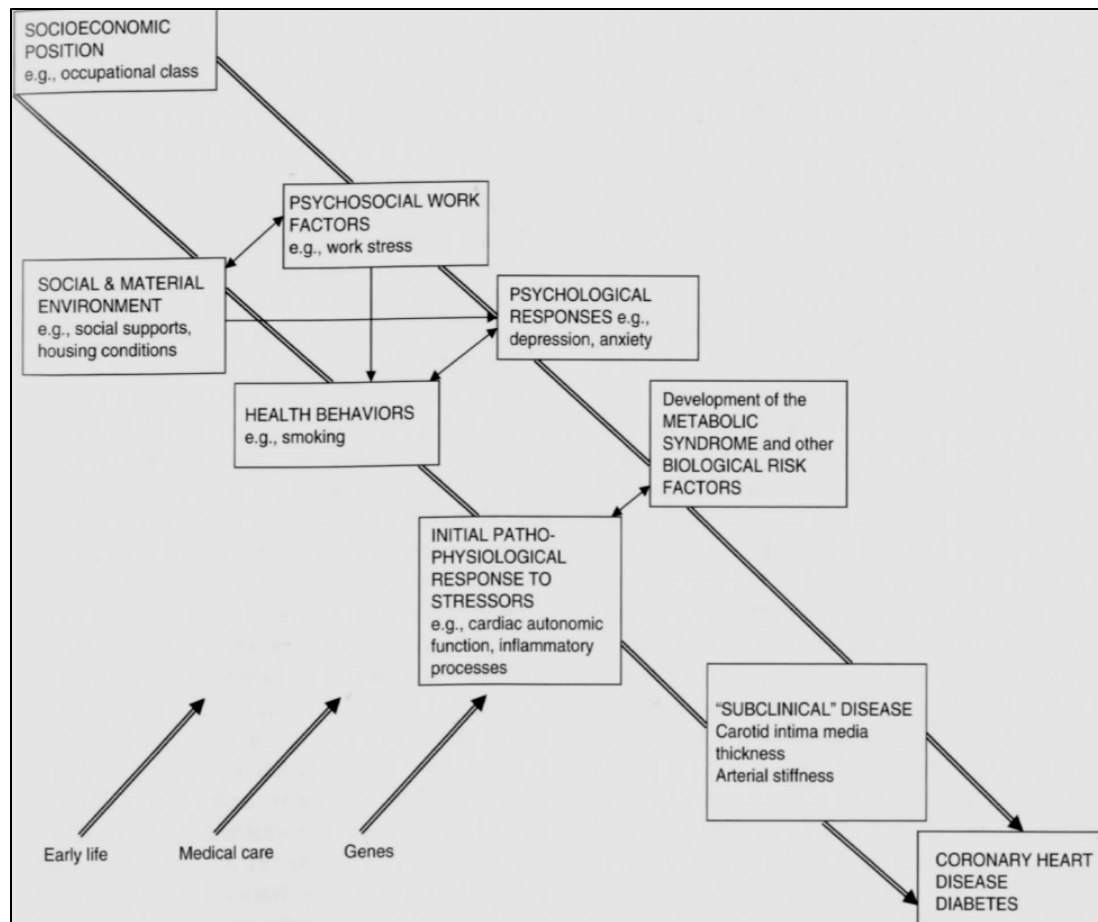 SOCIOECONOMIC
POSITION
e.g., occupational class
PSYCHOSOCIAL WORK
FACTORS
e.g., work stress
SOCIAL & MATERIAL
ENVIRONMENT
e.g., social supports,
housing conditions
PSYCHOLOGICAL
RESPONSES e.g.,
depression, anxiety
HEALTH BEHAVIORS
e.g., smoking
Development of the
METABOLIC
SYNDROME and other
BIOLOGICAL RISK
FACTORS
INITIAL PATHO-
PHYSIOLOGICAL
RESPONSE TO
STRESSORS
e.g., cardiac autonomic
function, inflammatory
processes
"SUBCLINICAL" DISEASE
Carotid intima media
thickness
Arterial stiffness
Early life
Medical care
Genes
CORONARY HEART
DISEASE
DIABETES